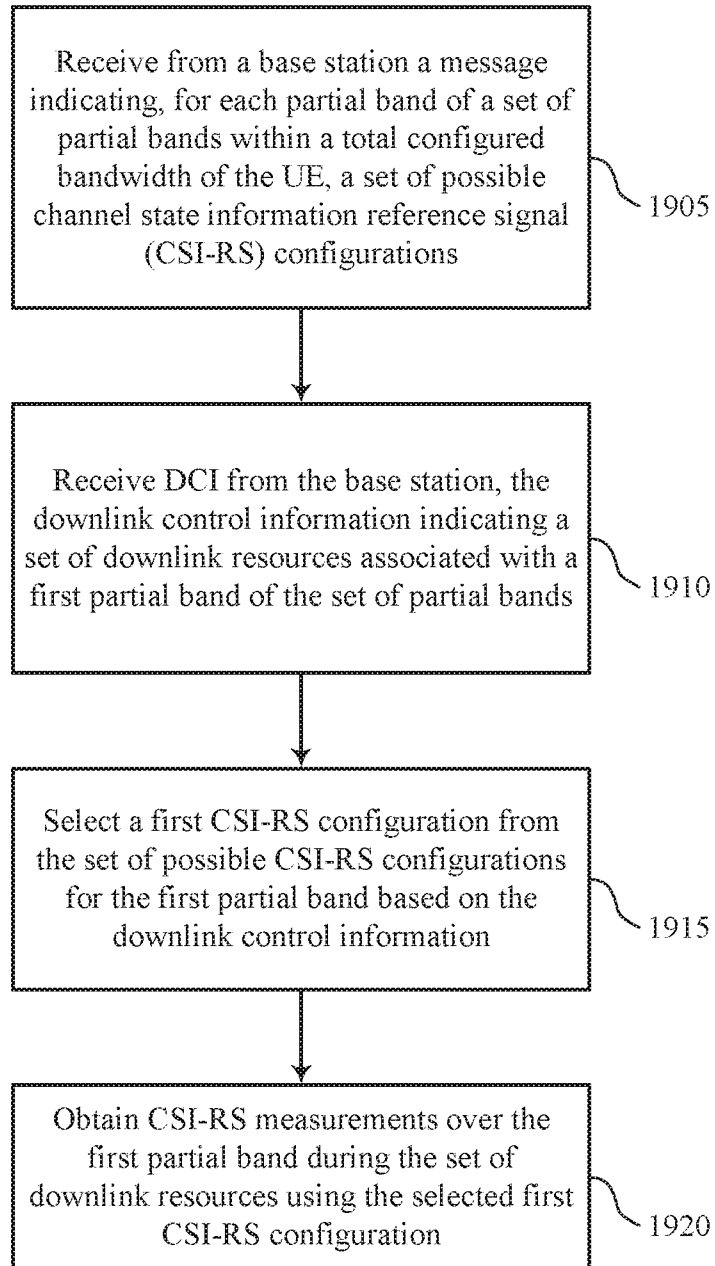 Receive from a base station a message
indicating, for each partial band of a set of
partial bands within a total configured
bandwidth of the UE, a set of possible
channel state information reference signal
(CSI-RS) configurations
1905
Receive DCI from the base station, the
downlink control information indicating a
set of downlink resources associated with a
first partial band of the set of partial bands
1910
Select a first CSI-RS configuration from
the set of possible CSI-RS configurations
for the first partial band based on the
downlink control information
1915
Obtain CSI-RS measurements over the
first partial band during the set of
downlink resources using the selected first
CSI-RS configuration
1920